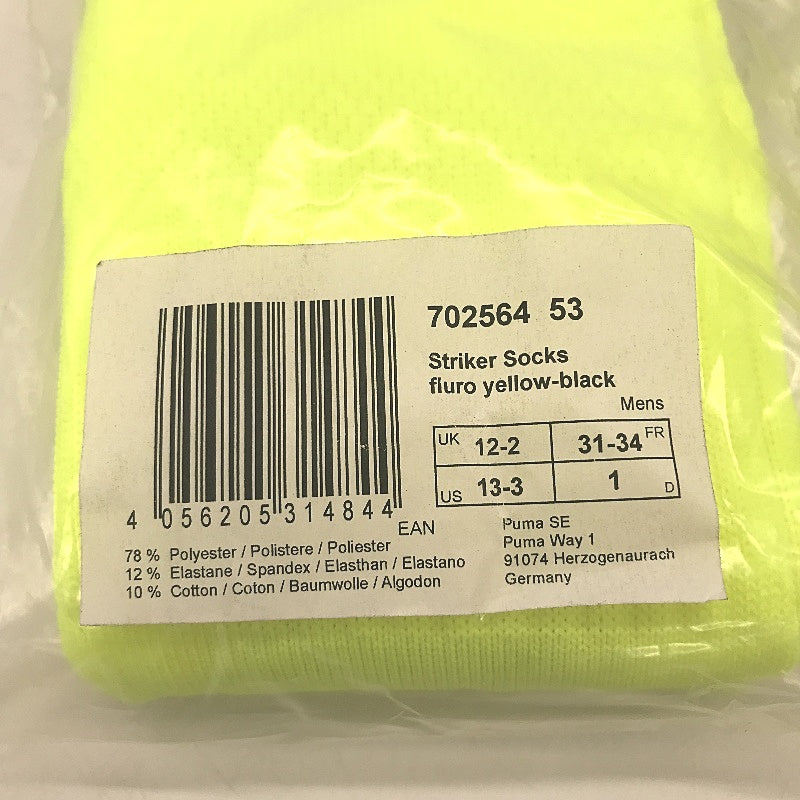 702564 53
Striker Socks
fluro yellow-black
Mens
UK 12-2 31-34 FR
US 13-3 1 D
4 056205 314844
EAN
78 % Polyester / Polistere / Poliester
12 % Elastane / Spandex / Elasthan / Elastano
10 % Cotton / Coton / Baumwolle / Algodon
Puma SE
Puma Way 1
91074 Herzogenaurach
Germany